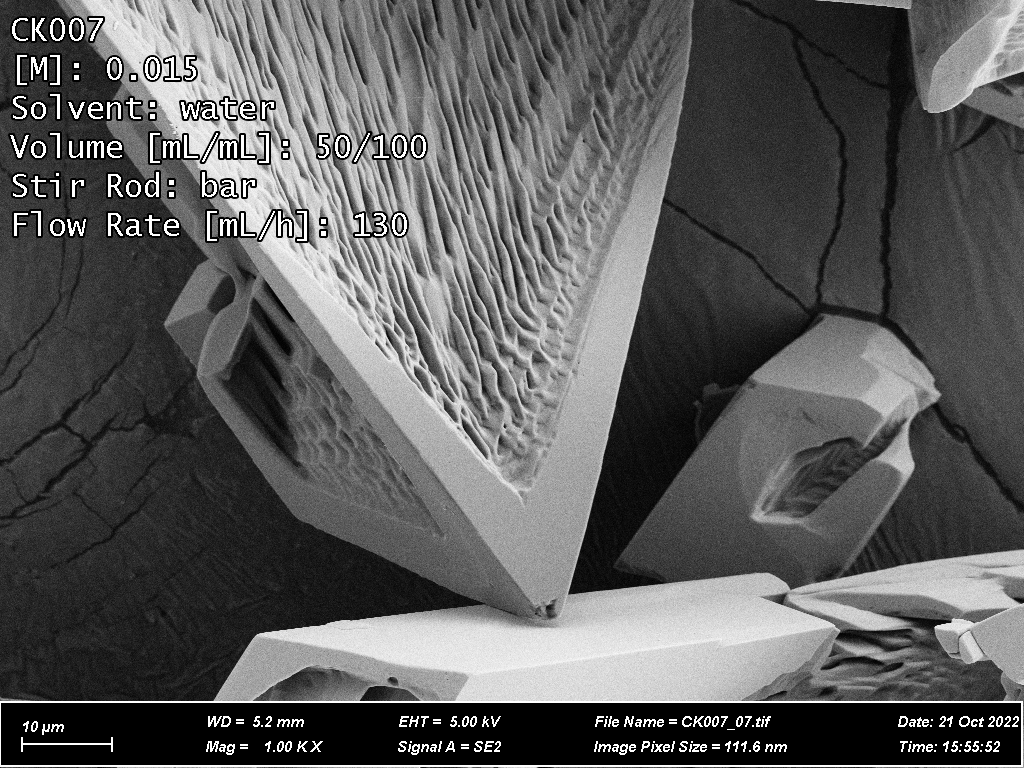 CK007
[M]: 0.015
Solvent: water
Volume [mL/mL]: 50/100
Stir Rod: bar
Flow Rate [mL/h]: 130
10 µm
WD = 5.2 mm
EHT = 5.00 kV
File Name = CK007_07.tif
Date: 21 Oct 2022
Mag = 1.00 K X
Signal A = SE2
Image Pixel Size = 111.6 nm
Time: 15:55:52